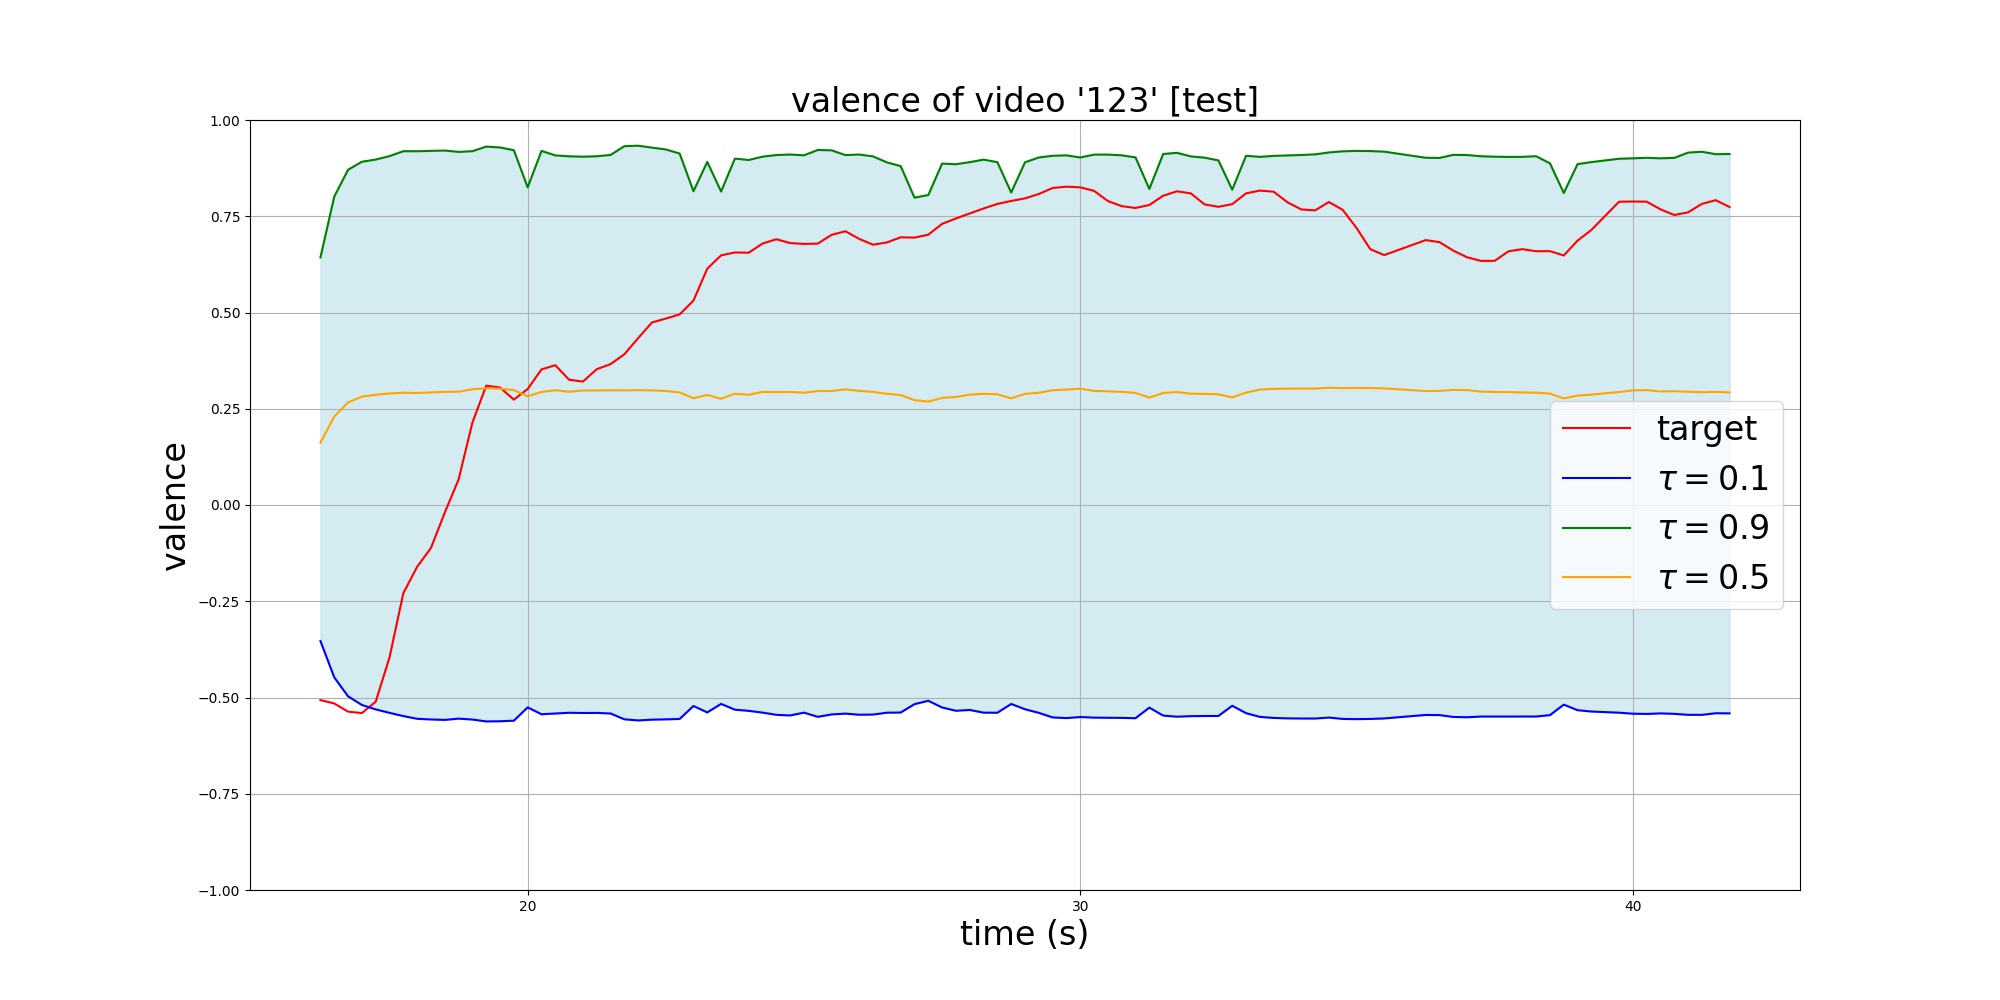 valence of video '123' [test]
1.00
0.75
0.50
0.25
0.00
−0.25
−0.50
−0.75
−1.00
valence
20
30
40
time (s)
target
τ = 0.1
τ = 0.9
τ = 0.5